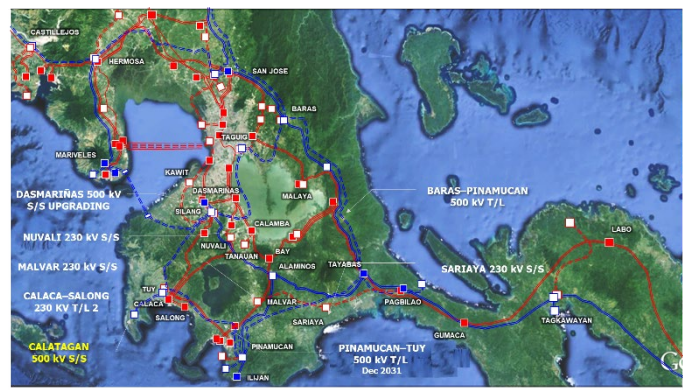 CASTILLEJOS
HERMOSA
SAN JOSE
BARAS
TAGUIG
MARIVELES
KAWIT
DASMARIÑAS
MALAYA
DASMARIÑAS 500 kV
S/S UPGRADING
BARAS–PINAMUCAN
500 kV T/L
SILANG
CALAMBA
LABO
NUVALI 230 kV S/S
NUVALI
BAY
TANAUAN
TAYABAS
MALVAR 230 kV S/S
ALAMINOS
SARIAYA 230 kV S/S
TUY
CALACA–SALONG
230 KV T/L 2
CALACA
MALVAR
PAGBILAO
SALONG
SARIAYA
TAGKAWAYAN
GUMACA
CALATAGAN
500 kV S/S
PINAMUCAN
PINAMUCAN–TUY
500 kV T/L
Dec 2031
ILIJAN